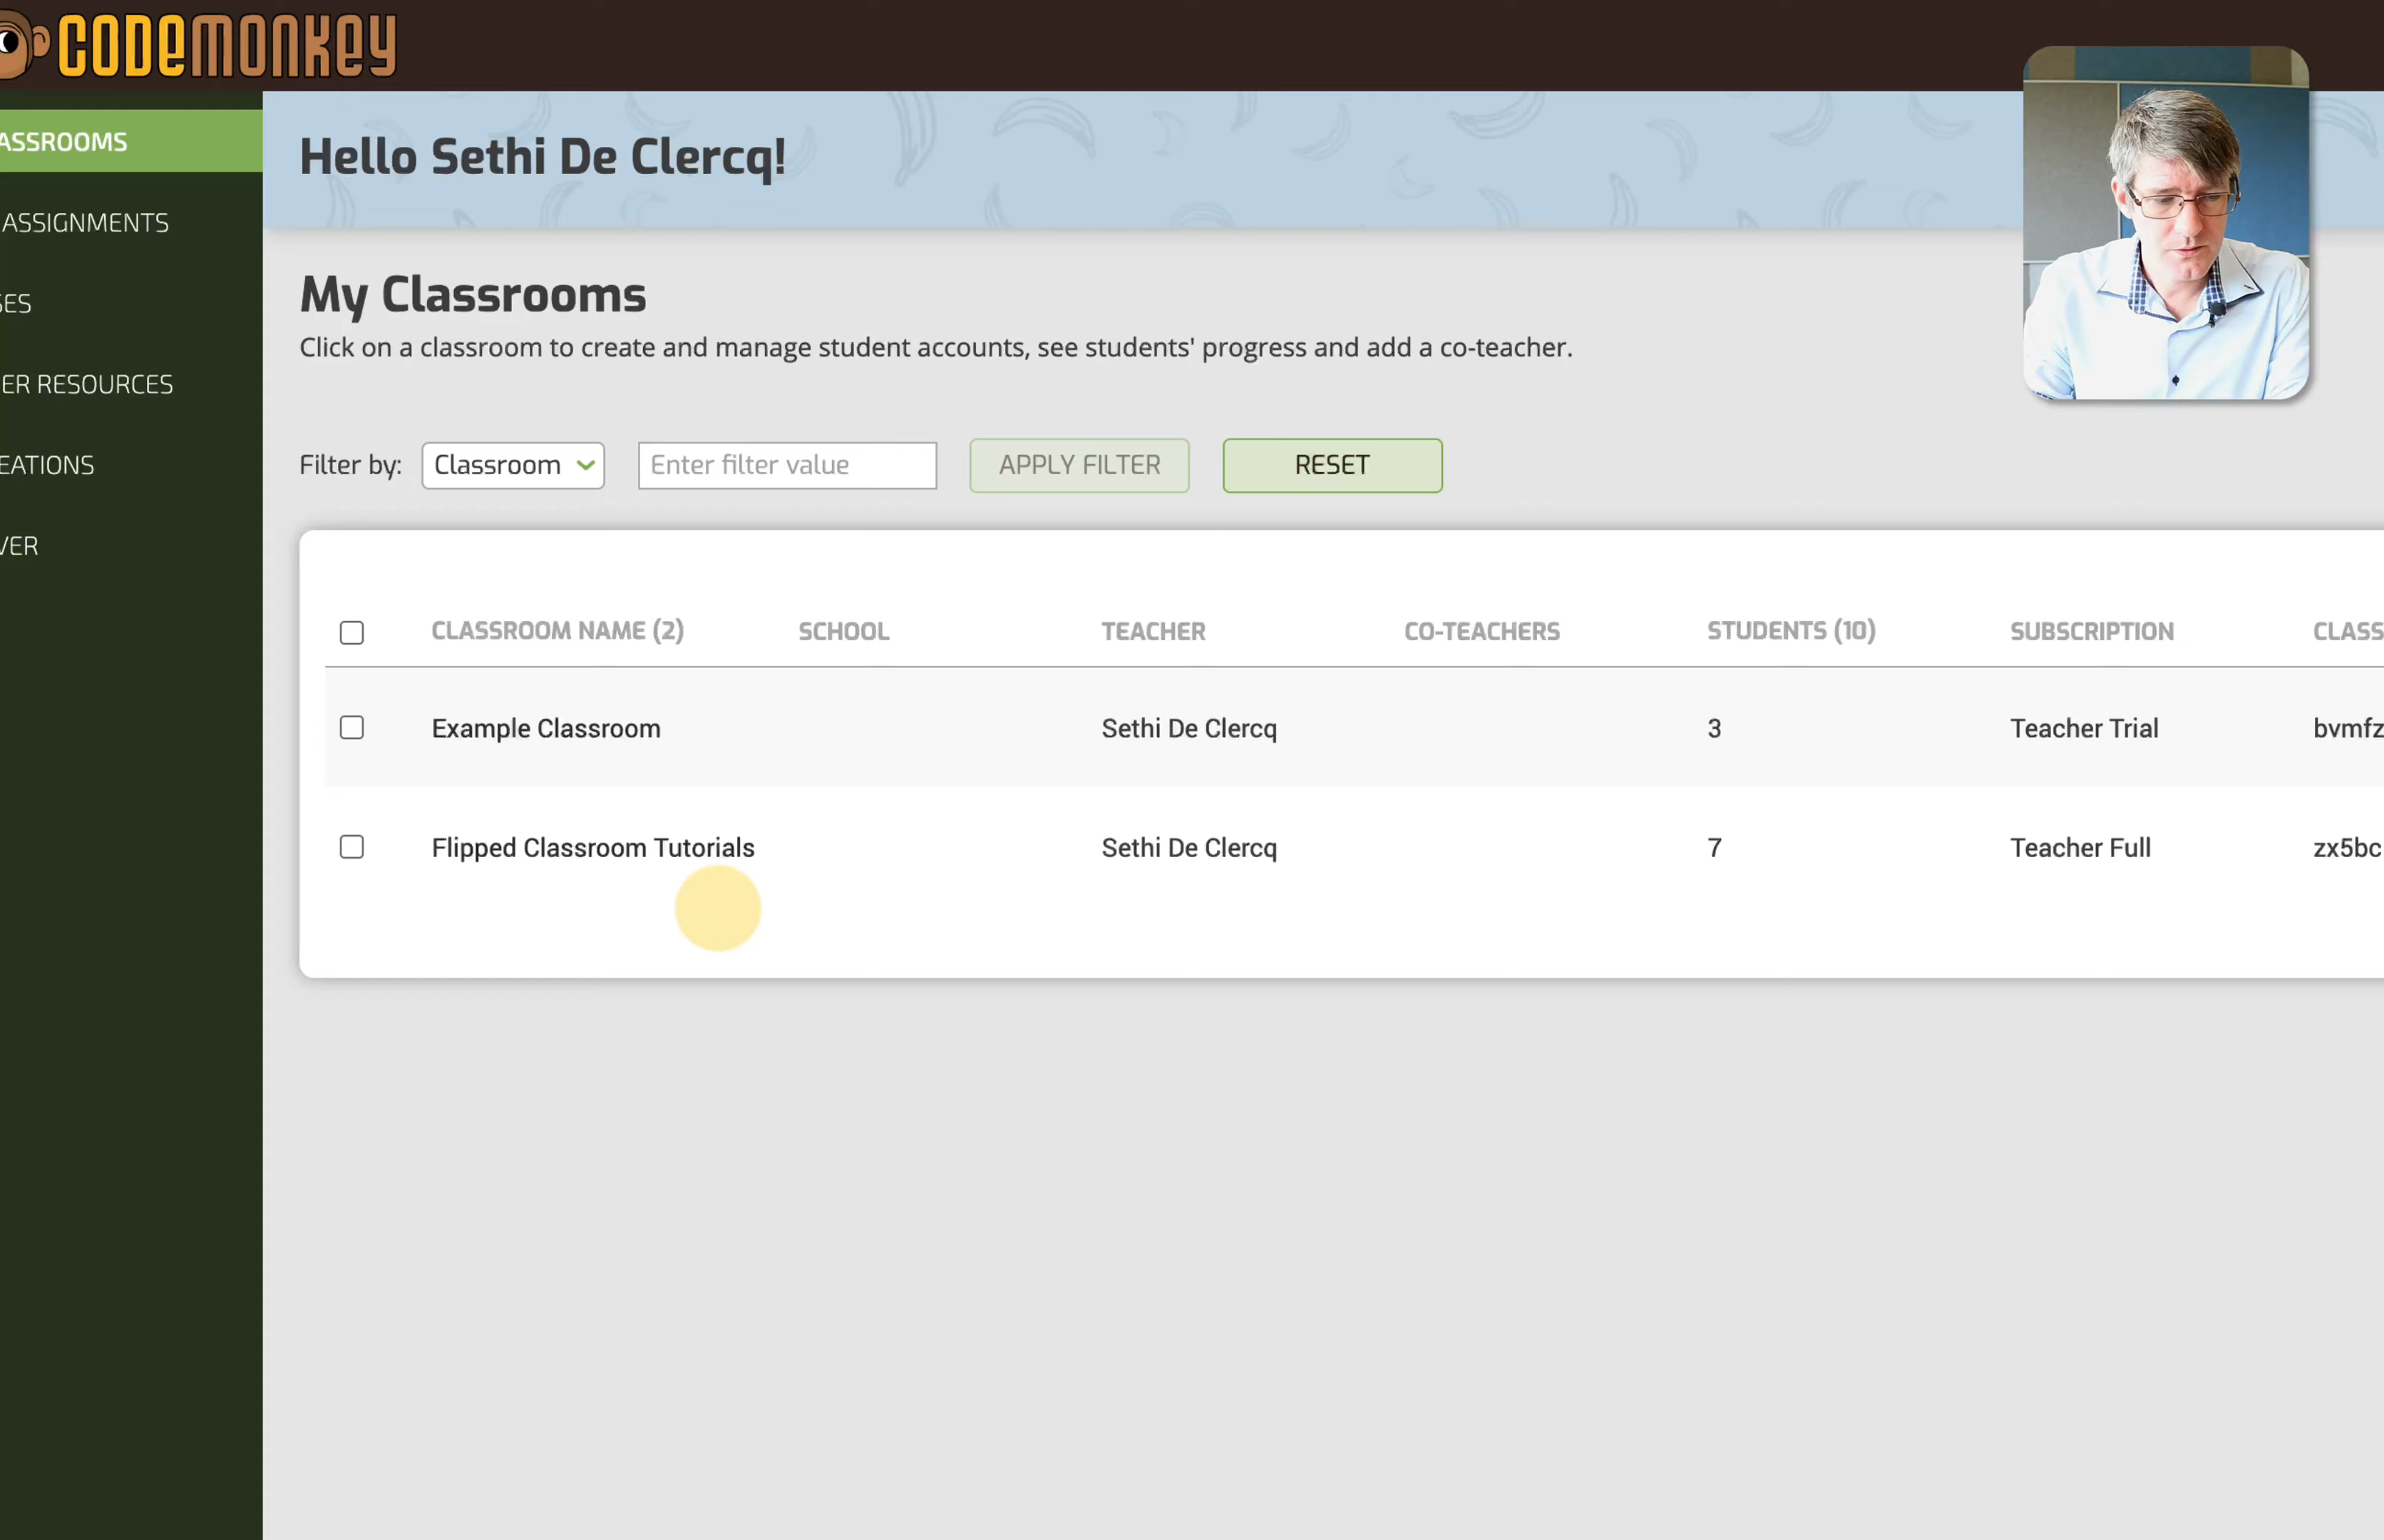 CODEMONKEY
ASSROOMS
ASSIGNMENTS
SES
ER RESOURCES
EATIONS
VER
Hello Sethi De Clercq!
My Classrooms
Click on a classroom to create and manage student accounts, see students' progress and add a co-teacher.
Filter by: Classroom Enter filter value APPLY FILTER RESET
CLASSROOM NAME (2) SCHOOL TEACHER CO-TEACHERS STUDENTS (10) SUBSCRIPTION CLASS
Example Classroom Sethi De Clercq 3 Teacher Trial bvmfz
Flipped Classroom Tutorials Sethi De Clercq 7 Teacher Full zx5bc